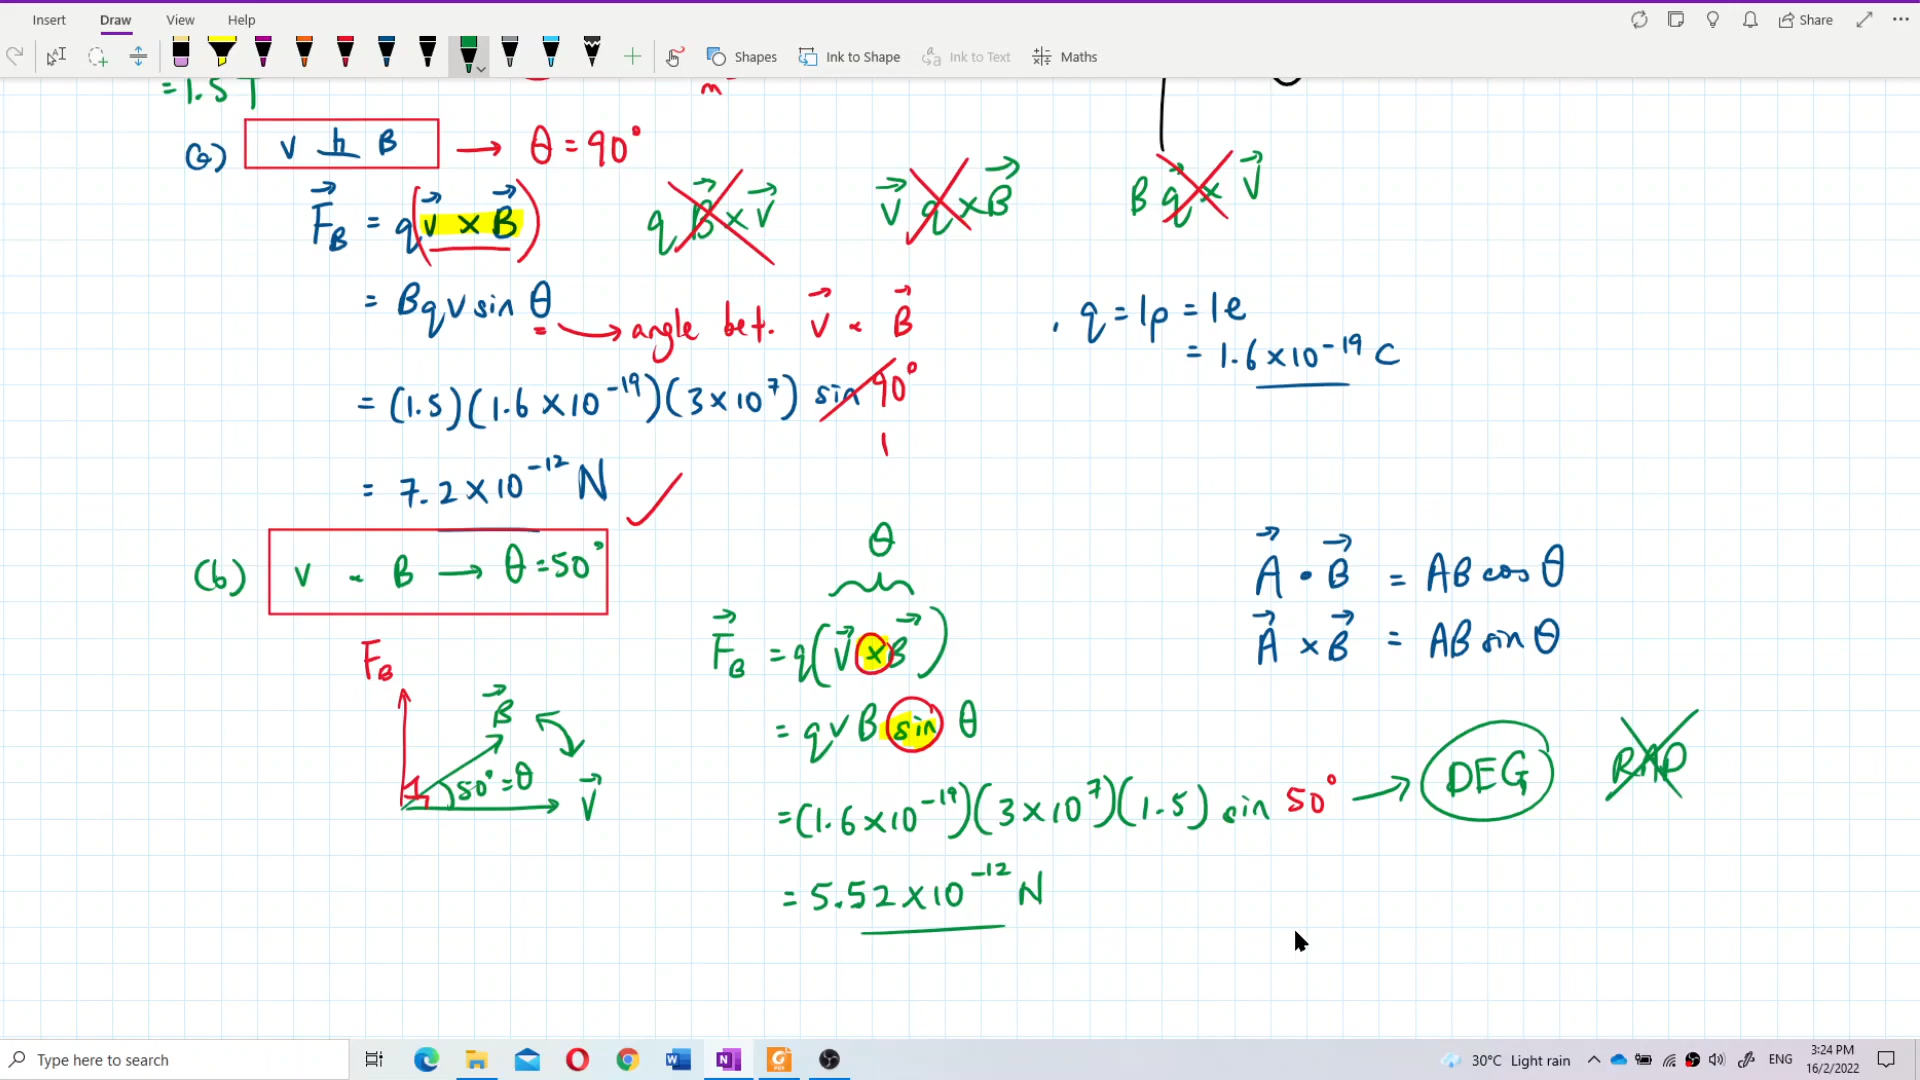 Insert Draw View Help Share
Shapes Ink to Shape Ink to Text Maths
= 1.5 T
m
(a) v ⊥ B → θ = 90°
F⃗_B = q(v⃗ × B⃗) q B⃗ × v⃗ v⃗ q × B⃗ B q × v⃗
= Bqv sin θ → angle bet. v⃗ & B⃗
q = 1p = 1e
= 1.6 × 10⁻¹⁹ C
= (1.5)(1.6 × 10⁻¹⁹)(3 × 10⁷) sin 90°
1
= 7.2 × 10⁻¹² N
(b) v & B → θ = 50°
θ
A⃗ • B⃗ = AB cos θ
A⃗ × B⃗ = AB sin θ
F_B
B⃗
50° = θ
v⃗
F⃗_B = q(v⃗ × B⃗)
= qvB sin θ
= (1.6 × 10⁻¹⁹)(3 × 10⁷)(1.5) sin 50° → DEG RAD
= 5.52 × 10⁻¹² N
Type here to search 30°C Light rain ENG 3:24 PM
16/2/2022